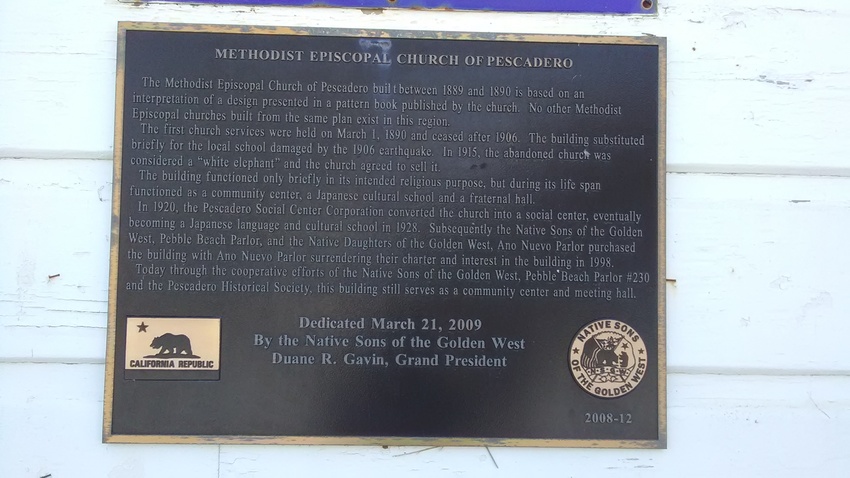 METHODIST EPISCOPAL CHURCH OF PESCADERO
The Methodist Episcopal Church of Pescadero built between 1889 and 1890 is based on an
interpretation of a design presented in a pattern book published by the church. No other Methodist
Episcopal churches built from the same plan exist in this region.
The first church services were held on March 1, 1890 and ceased after 1906. The building substituted
briefly for the local school damaged by the 1906 earthquake. In 1915, the abandoned church was
considered a "white elephant" and the church agreed to sell it.
The building functioned only briefly in its intended religious purpose, but during its life span
functioned as a community center, a Japanese cultural school and a fraternal hall.
In 1920, the Pescadero Social Center Corporation converted the church into a social center, eventually
becoming a Japanese language and cultural school in 1928. Subsequently the Native Sons of the Golden
West, Pebble Beach Parlor, and the Native Daughters of the Golden West, Ano Nuevo Parlor purchased
the building with Ano Nuevo Parlor surrendering their charter and interest in the building in 1998.
Today through the cooperative efforts of the Native Sons of the Golden West, Pebble Beach Parlor #230
and the Pescadero Historical Society, this building still serves as a community center and meeting hall.
Dedicated March 21, 2009
By the Native Sons of the Golden West
Duane R. Gavin, Grand President
CALIFORNIA REPUBLIC
NATIVE SONS
OF THE GOLDEN WEST
2008-12